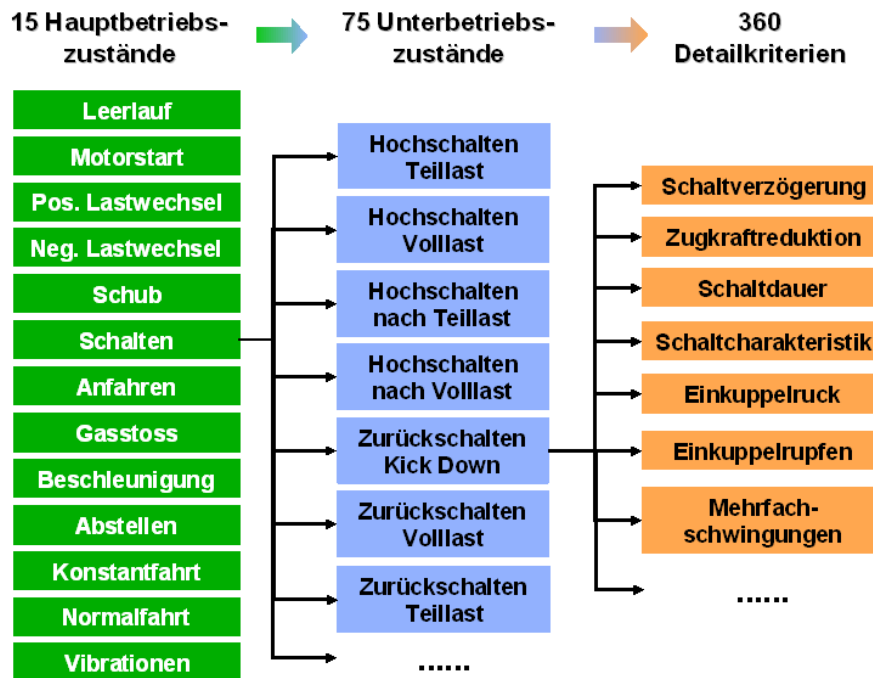 15 Hauptbetriebs-
zustände
75 Unterbetriebs-
zustände
360
Detailkriterien
Leerlauf
Motorstart
Pos. Lastwechsel
Neg. Lastwechsel
Schub
Schalten
Anfahren
Gasstoss
Beschleunigung
Abstellen
Konstantfahrt
Normalfahrt
Vibrationen
Hochschalten
Teillast
Hochschalten
Volllast
Hochschalten
nach Teillast
Hochschalten
nach Volllast
Zurückschalten
Kick Down
Zurückschalten
Volllast
Zurückschalten
Teillast
......
Schaltverzögerung
Zugkraftreduktion
Schaltdauer
Schaltcharakteristik
Einkuppelruck
Einkuppelrupfen
Mehrfach-
schwingungen
......